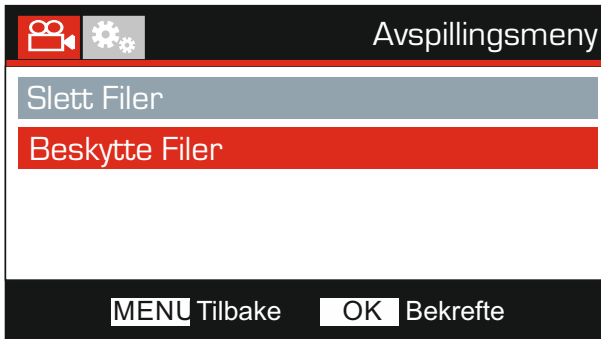 Avspillingsmeny
Slett Filer
Beskytte Filer
MENU Tilbake OK Bekrefte